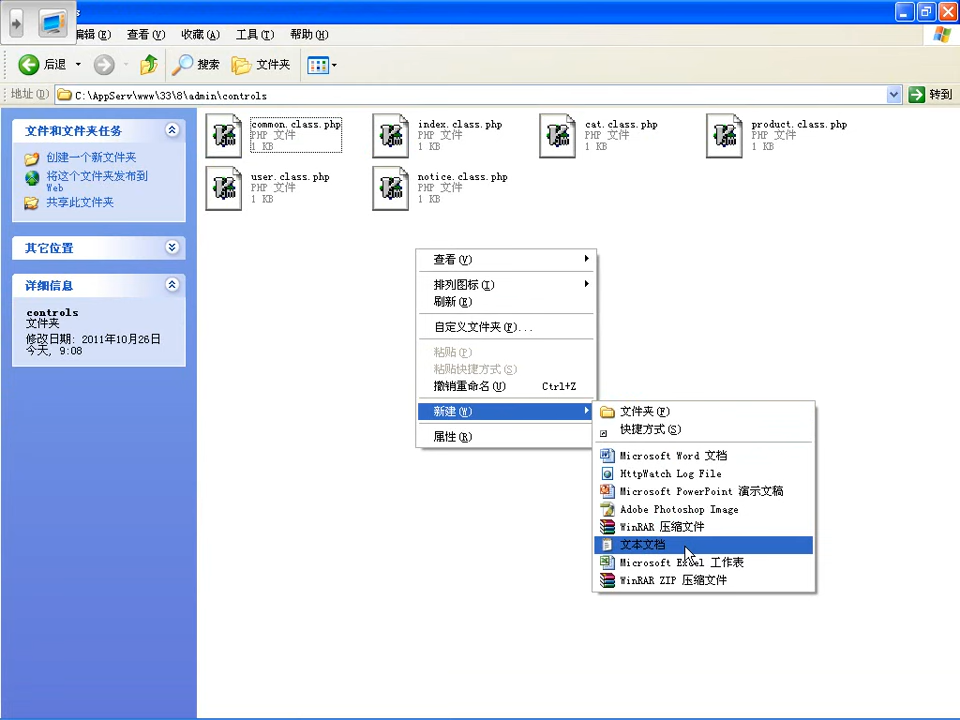 s
编辑(E)
查看(V)
收藏(A)
工具(T)
帮助(H)
后退
搜索
文件夹
地址(D)
C:\AppServ\www\33\8\admin\controls
转到
文件和文件夹任务
创建一个新文件夹
将这个文件夹发布到
Web
共享此文件夹
其它位置
详细信息
controls
文件夹
修改日期: 2011年10月26日
今天, 9:08
common.class.php
PHP 文件
1 KB
index.class.php
PHP 文件
1 KB
cat.class.php
PHP 文件
1 KB
product.class.php
PHP 文件
1 KB
user.class.php
PHP 文件
1 KB
notice.class.php
PHP 文件
1 KB
查看(V)
排列图标(I)
刷新(E)
自定义文件夹(F)...
粘贴(P)
粘贴快捷方式(S)
撤销重命名(U) Ctrl+Z
新建(W)
属性(R)
文件夹(F)
快捷方式(S)
Microsoft Word 文档
HttpWatch Log File
Microsoft PowerPoint 演示文稿
Adobe Photoshop Image
WinRAR 压缩文件
文本文档
Microsoft Excel 工作表
WinRAR ZIP 压缩文件